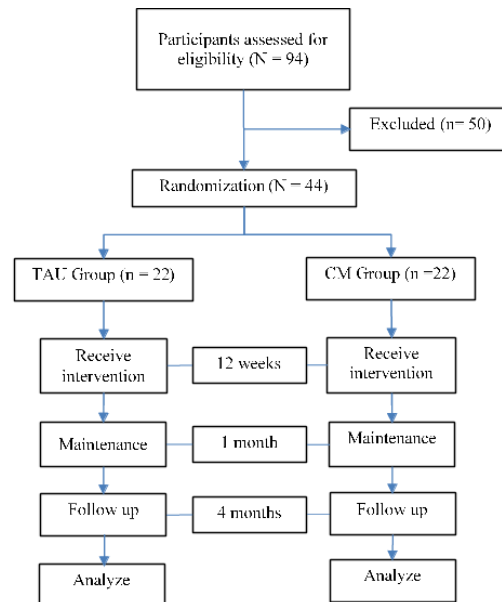 Participants assessed for
eligibility (N = 94)
Excluded (n= 50)
Randomization (N = 44)
TAU Group (n = 22)
CM Group (n =22)
Receive
intervention
12 weeks
Receive
intervention
Maintenance
1 month
Maintenance
Follow up
4 months
Follow up
Analyze
Analyze